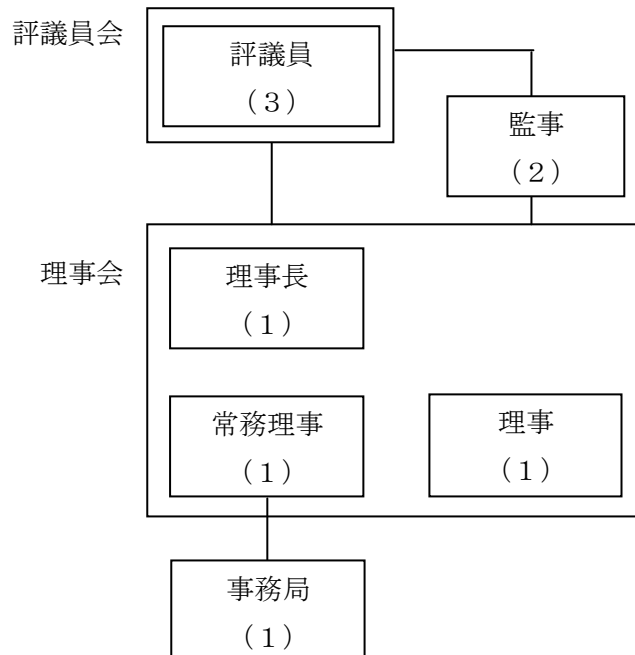 評議員会
評議員
（３）
監事
（２）
理事会
理事長
（１）
常務理事
（１）
理事
（１）
事務局
（１）